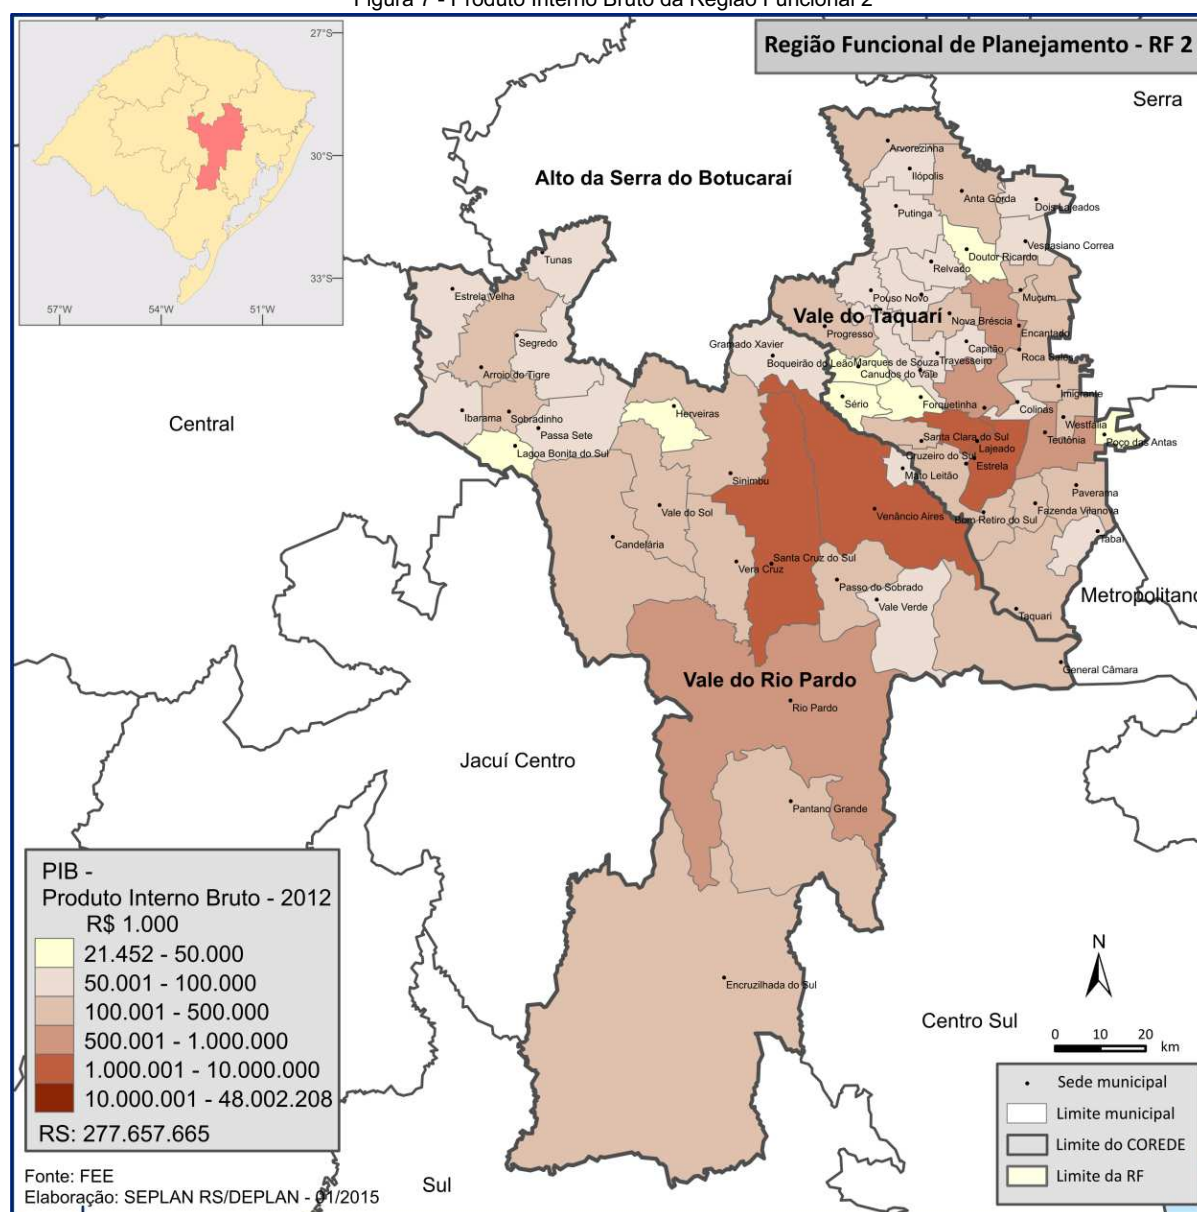 Figura 7 - Produto Interno Bruto da Região Funcional 2
Região Funcional de Planejamento - RF 2
27°S
30°S
33°S
57°W
54°W
51°W
Serra
Alto da Serra do Botucaraí
Arvorezinha
Ilópolis
Anta Gorda
Dois Lajeados
Putinga
Vespasiano Correa
Doutor Ricardo
Relvado
Tunas
Estrela Velha
Pouso Novo
Muçum
Vale do Taquari
Nova Bréscia
Progresso
Encantado
Segredo
Gramado Xavier
Capitão
Roca Sales
Boqueirão do Leão
Marques de Souza
Travesseiro
Canudos do Vale
Arroio do Tigre
Imigrante
Sério
Forquetinha
Colinas
Central
Ibarama
Sobradinho
Herveiras
Westfália
Passa Sete
Teutônia
Poço das Antas
Santa Clara do Sul
Lajeado
Lagoa Bonita do Sul
Cruzeiro do Sul
Estrela
Mato Leitão
Sinimbu
Paverama
Vale do Sol
Venâncio Aires
Fazenda Vilanova
Bom Retiro do Sul
Tabaí
Candelária
Vera Cruz
Santa Cruz do Sul
Passo do Sobrado
Vale Verde
Metropolitano
Taquari
General Câmara
Vale do Rio Pardo
Rio Pardo
Jacuí Centro
Pantano Grande
Encruzilhada do Sul
Centro Sul
Sul
PIB -
Produto Interno Bruto - 2012
R$ 1.000
21.452 - 50.000
50.001 - 100.000
100.001 - 500.000
500.001 - 1.000.000
1.000.001 - 10.000.000
10.000.001 - 48.002.208
RS: 277.657.665
Fonte: FEE
Elaboração: SEPLAN RS/DEPLAN - 01/2015
N
0 10 20
km
Sede municipal
Limite municipal
Limite do COREDE
Limite da RF